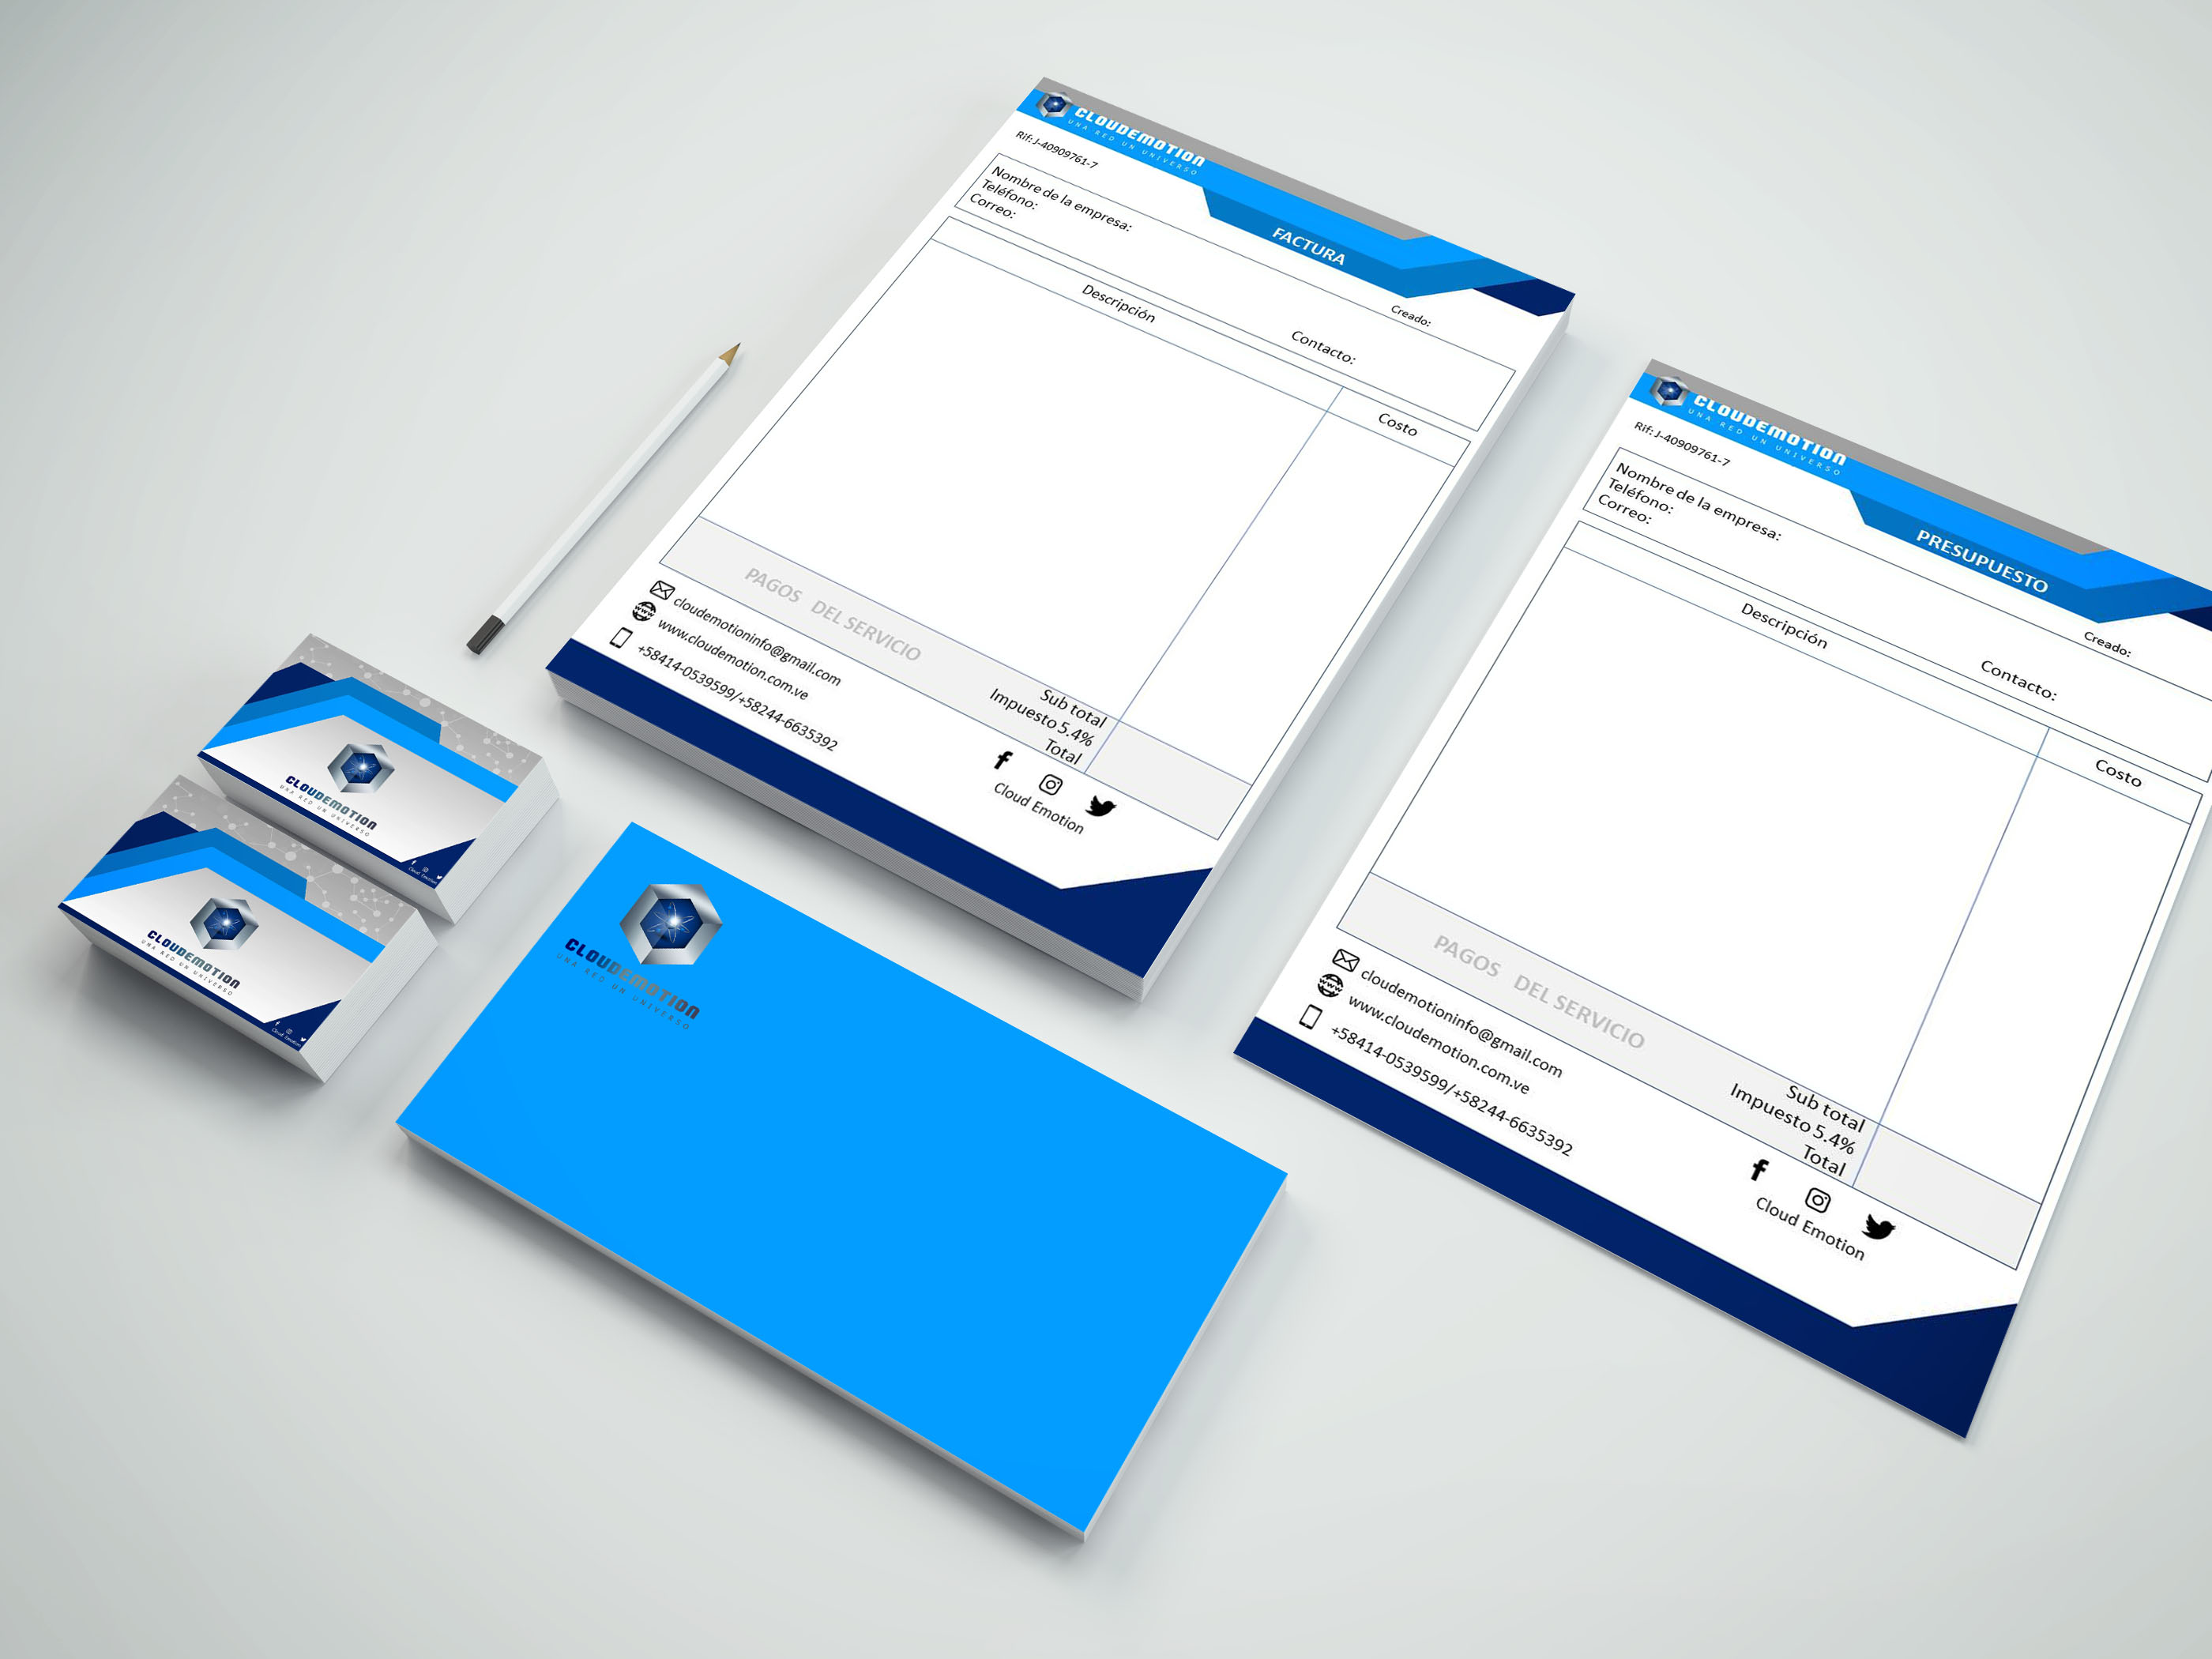 CLOUDEMOTION
UNA RED UN UNIVERSO
Rif: J-40909761-7
FACTURA
Creado:
Nombre de la empresa:
Teléfono:
Correo:
Contacto:
Descripción
Costo
PAGOS DEL SERVICIO
Sub total
Impuesto 5.4%
Total
cloudemotioninfo@gmail.com
www.cloudemotion.com.ve
+58414-0539599/+58244-6635392
Cloud Emotion
CLOUDEMOTION
UNA RED UN UNIVERSO
Rif: J-40909761-7
PRESUPUESTO
Creado:
Nombre de la empresa:
Teléfono:
Correo:
Contacto:
Descripción
Costo
PAGOS DEL SERVICIO
Sub total
Impuesto 5.4%
Total
cloudemotioninfo@gmail.com
www.cloudemotion.com.ve
+58414-0539599/+58244-6635392
Cloud Emotion
CLOUDEMOTION
UNA RED UN UNIVERSO
Cloud Emotion
CLOUDEMOTION
UNA RED UN UNIVERSO
Cloud Emotion
CLOUDEMOTION
UNA RED UN UNIVERSO